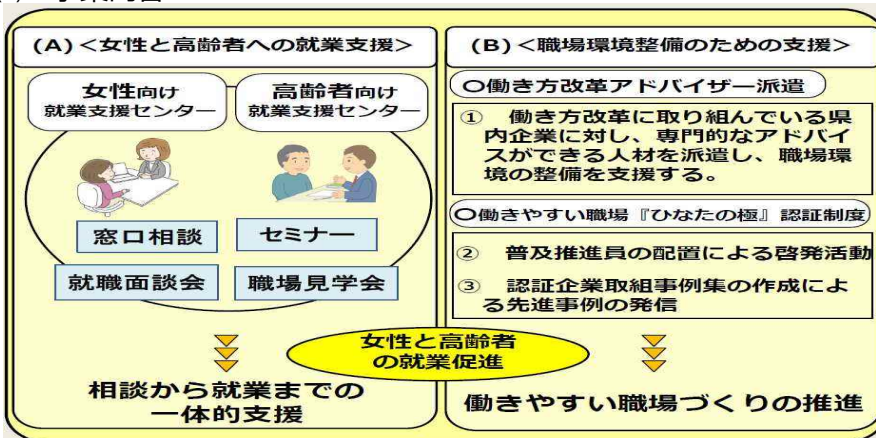 (A)<女性と高齢者への就業支援>
女性向け
就業支援センター
高齢者向け
就業支援センター
窓口相談
セミナー
就職面談会
職場見学会
相談から就業までの
一体的支援
女性と高齢者
の就業促進
(B)<職場環境整備のための支援>
〇働き方改革アドバイザー派遣
① 働き方改革に取り組んでいる県
内企業に対し、専門的なアドバイ
スができる人材を派遣し、職場環
境の整備を支援する。
〇働きやすい職場『ひなたの極』認証制度
② 普及推進員の配置による啓発活動
③ 認証企業取組事例集の作成によ
る先進事例の発信
働きやすい職場づくりの推進